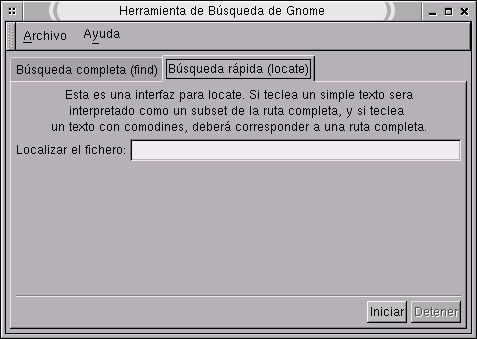 Herramienta de Búsqueda de Gnome
Archivo Ayuda
Búsqueda completa (find) Búsqueda rápida (locate)
Esta es una interfaz para locate. Si teclea un simple texto sera
interpretado como un subset de la ruta completa, y si teclea
un texto con comodines, deberá corresponder a una ruta completa.
Localizar el fichero:
Iniciar Detener